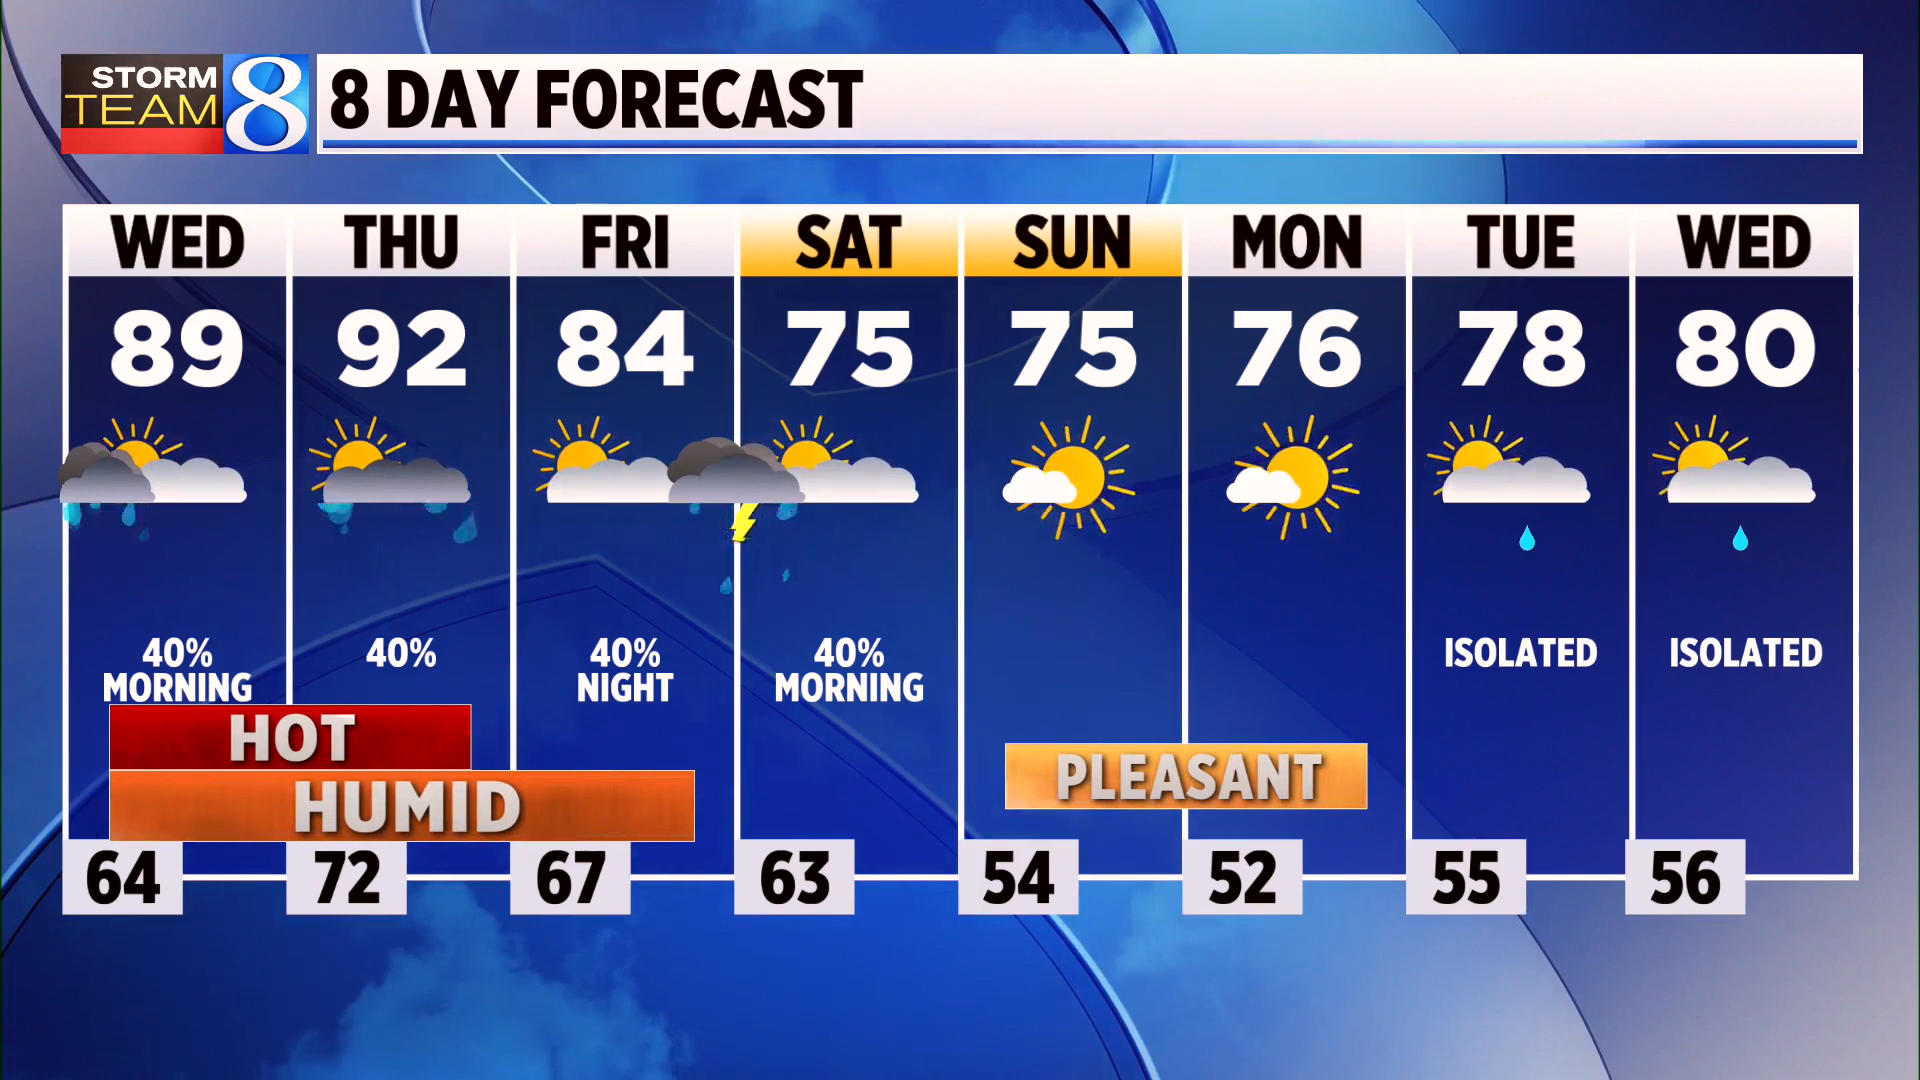 STORM
TEAM 8
8 DAY FORECAST
WED THU FRI SAT SUN MON TUE WED
89 92 84 75 75 76 78 80
40% 40% 40% 40% ISOLATED ISOLATED
MORNING NIGHT MORNING
HOT
PLEASANT
HUMID
64 72 67 63 54 52 55 56